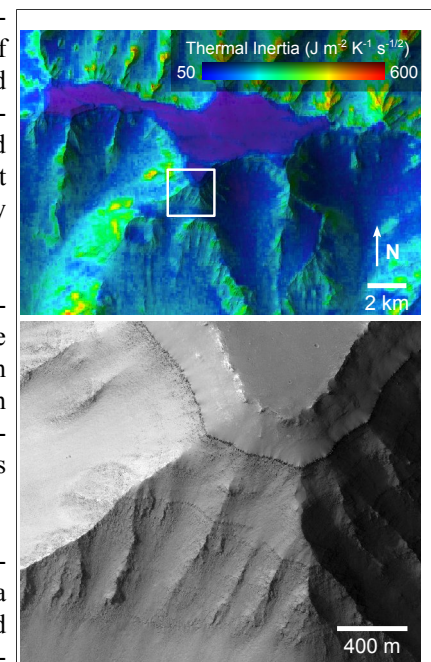 -
f
d
-
d
t
y
-
e
n
n
-
s
-
a
d
-
Thermal Inertia (J m⁻² K⁻¹ s⁻¹ᐟ²)
50 600
N
2 km
400 m